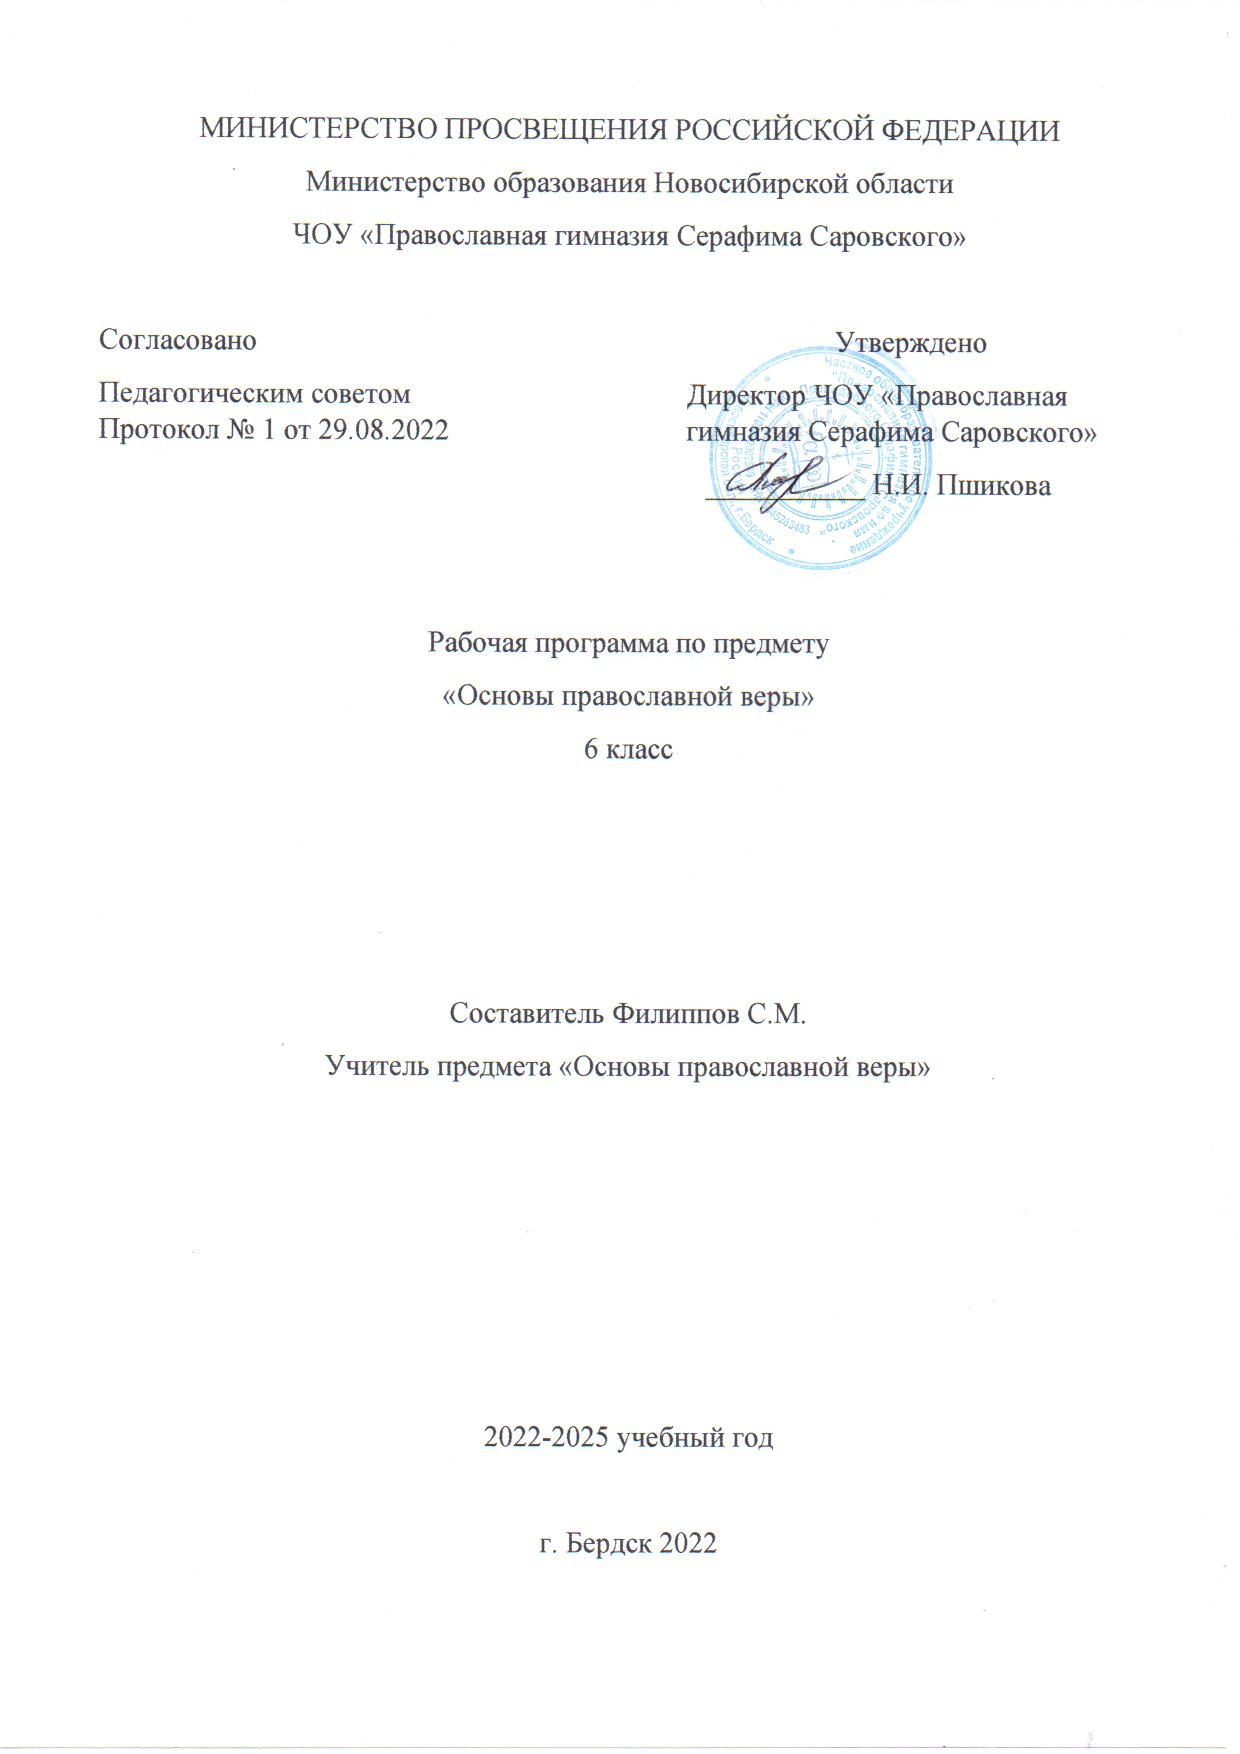 МИНИСТЕРСТВО ПРОСВЕЩЕНИЯ РОССИЙСКОЙ ФЕДЕРАЦИИ
Министерство образования Новосибирской области
ЧОУ «Православная гимназия Серафима Саровского»
Согласовано
Педагогическим советом
Протокол № 1 от 29.08.2022
Утверждено
Директор ЧОУ «Православная
гимназия Серафима Саровского»
Н.И. Пшикова
Рабочая программа по предмету
«Основы православной веры»
6 класс
Составитель Филиппов С.М.
Учитель предмета «Основы православной веры»
2022-2025 учебный год
г. Бердск 2022